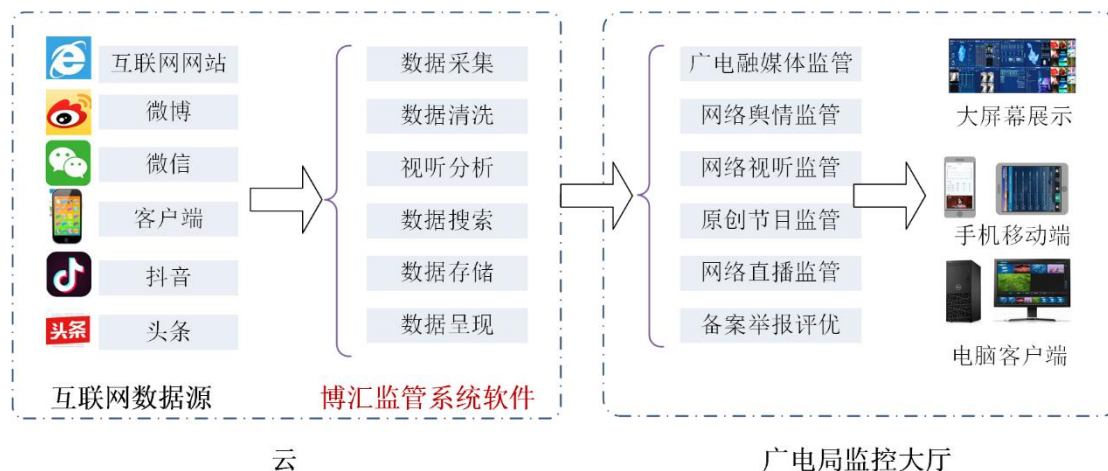 互联网网站
微博
微信
客户端
抖音
头条
头条
互联网数据源
数据采集
数据清洗
视听分析
数据搜索
数据存储
数据呈现
博汇监管系统软件
云
广电融媒体监管
网络舆情监管
网络视听监管
原创节目监管
网络直播监管
备案举报评优
大屏幕展示
手机移动端
电脑客户端
广电局监控大厅